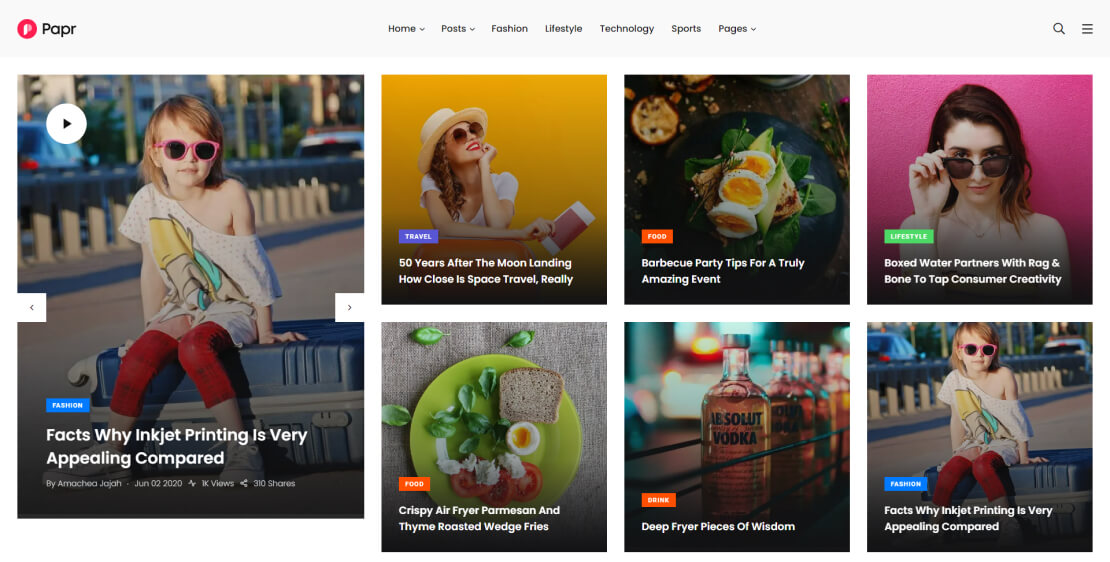 Papr
Home Posts Fashion Lifestyle Technology Sports Pages
FASHION
Facts Why Inkjet Printing Is Very
Appealing Compared
By Amachea Jajah · Jun 02 2020 1K Views 310 Shares
TRAVEL
50 Years After The Moon Landing
How Close Is Space Travel, Really
FOOD
Barbecue Party Tips For A Truly
Amazing Event
LIFESTYLE
Boxed Water Partners With Rag &
Bone To Tap Consumer Creativity
FOOD
Crispy Air Fryer Parmesan And
Thyme Roasted Wedge Fries
ABSOLUT
VODKA
DRINK
Deep Fryer Pieces Of Wisdom
FASHION
Facts Why Inkjet Printing Is Very
Appealing Compared